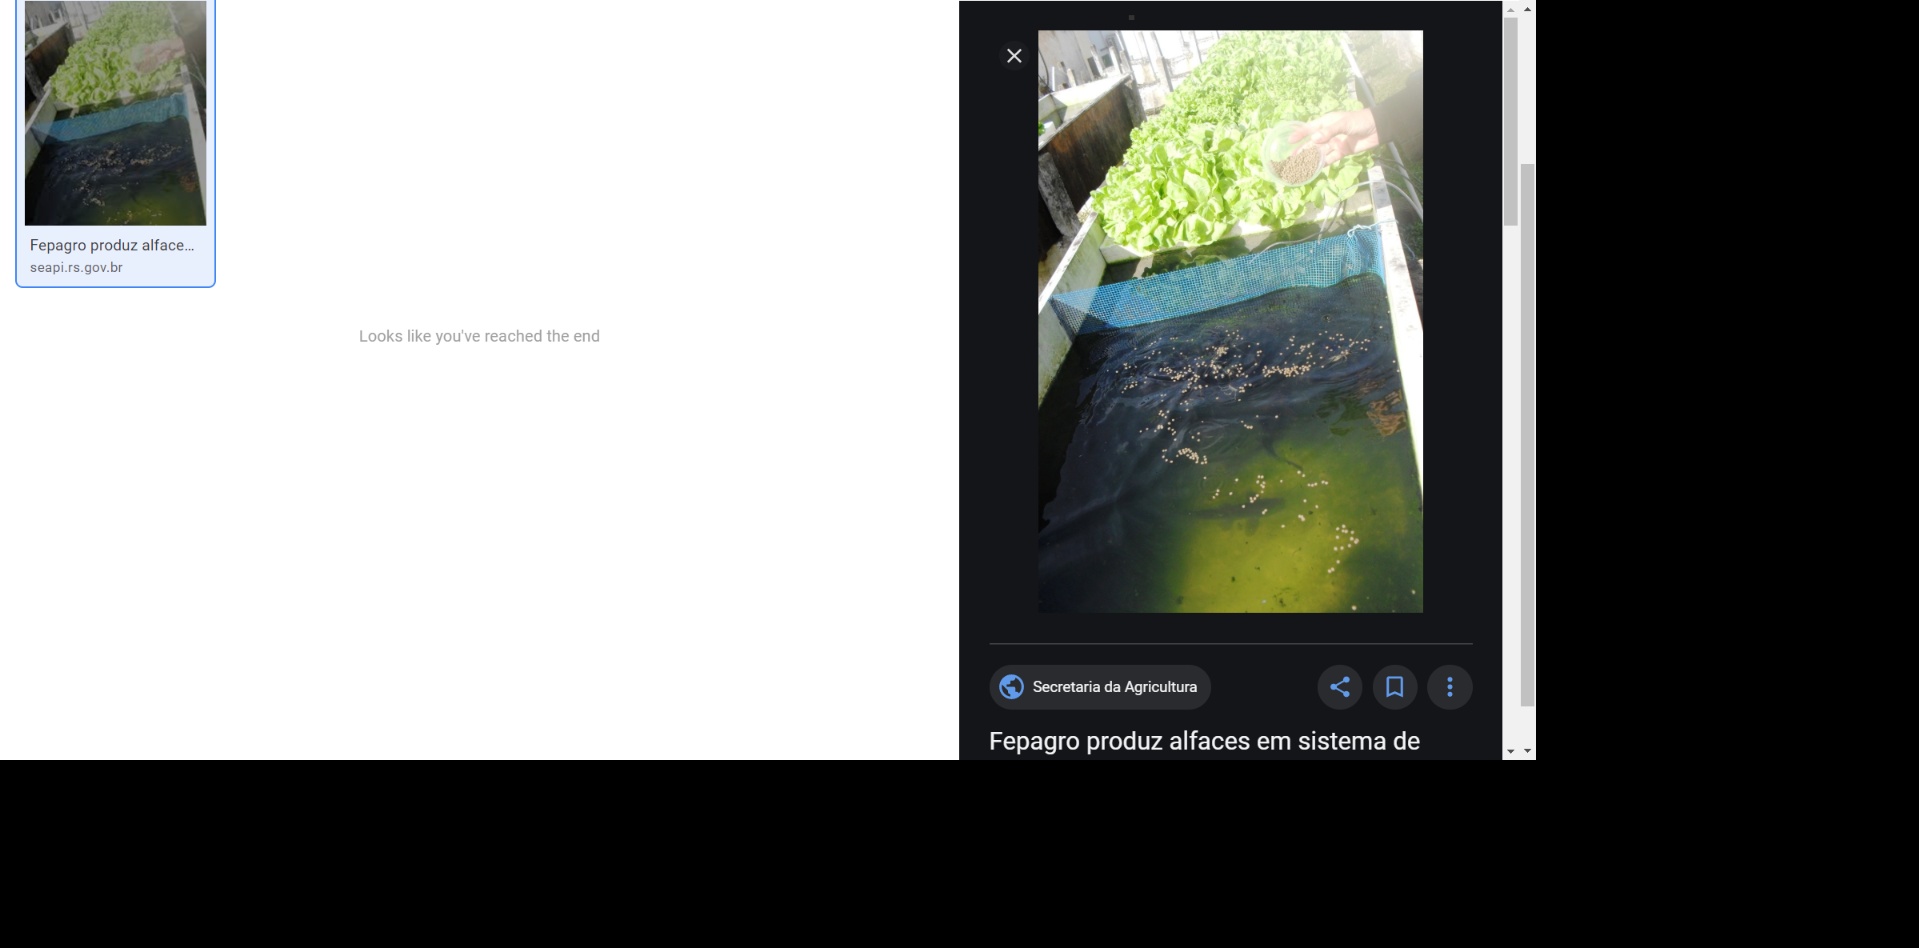 Fepagro produz alface...
seapi.rs.gov.br
Looks like you've reached the end
Secretaria da Agricultura
Fepagro produz alfaces em sistema de